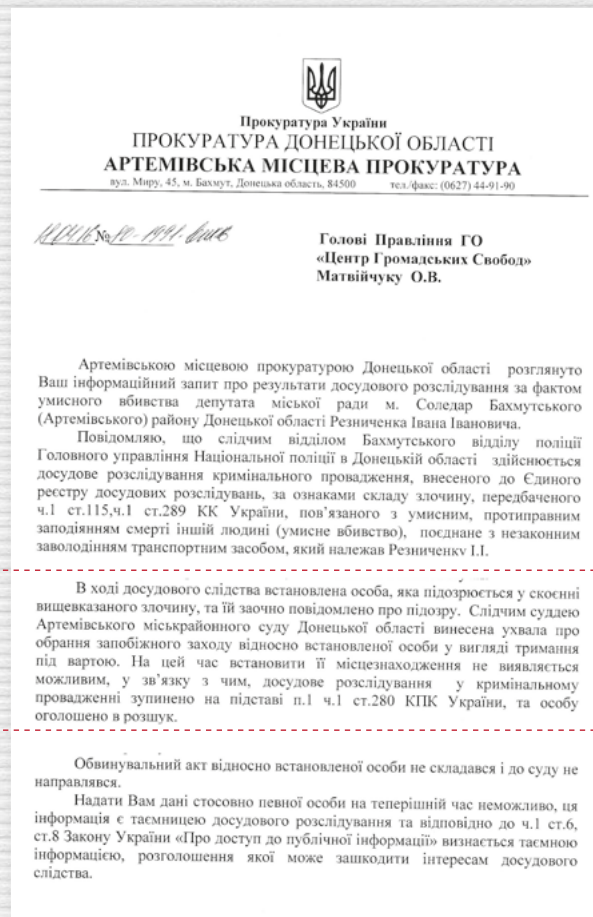 Прокуратура України
ПРОКУРАТУРА ДОНЕЦЬКОЇ ОБЛАСТІ
АРТЕМІВСЬКА МІСЦЕВА ПРОКУРАТУРА
вул. Миру, 45, м. Бахмут, Донецька область, 84500 тел./факс: (0627) 44-91-90
№
Голові Правління ГО
«Центр Громадських Свобод»
Матвійчуку О.В.
Артемівською місцевою прокуратурою Донецької області розглянуто
Ваш інформаційний запит про результати досудового розслідування за фактом
умисного вбивства депутата міської ради м. Соледар Бахмутського
(Артемівського) району Донецької області Резниченка Івана Івановича.
Повідомляю, що слідчим відділом Бахмутського відділу поліції
Головного управління Національної поліції в Донецькій області здійснюється
досудове розслідування кримінального провадження, внесеного до Єдиного
реєстру досудових розслідувань, за ознаками складу злочину, передбаченого
ч.1 ст.115,ч.1 ст.289 КК України, пов'язаного з умисним, протиправним
заподіянням смерті іншій людині (умисне вбивство), поєднане з незаконним
заволодінням транспортним засобом, який належав Резниченку І.І.
В ході досудового слідства встановлена особа, яка підозрюється у скоєнні
вищевказаного злочину, та їй заочно повідомлено про підозру. Слідчим суддею
Артемівського міськрайонного суду Донецької області винесена ухвала про
обрання запобіжного заходу відносно встановленої особи у вигляді тримання
під вартою. На цей час встановити її місцезнаходження не виявляється
можливим, у зв'язку з чим, досудове розслідування у кримінальному
провадженні зупинено на підставі п.1 ч.1 ст.280 КПК України, та особу
оголошено в розшук.
Обвинувальний акт відносно встановленої особи не складався і до суду не
направлявся.
Надати Вам дані стосовно певної особи на теперішній час неможливо, ця
інформація є таємницею досудового розслідування та відповідно до ч.1 ст.6,
ст.8 Закону України «Про доступ до публічної інформації» визнається таємною
інформацією, розголошення якої може зашкодити інтересам досудового
слідства.